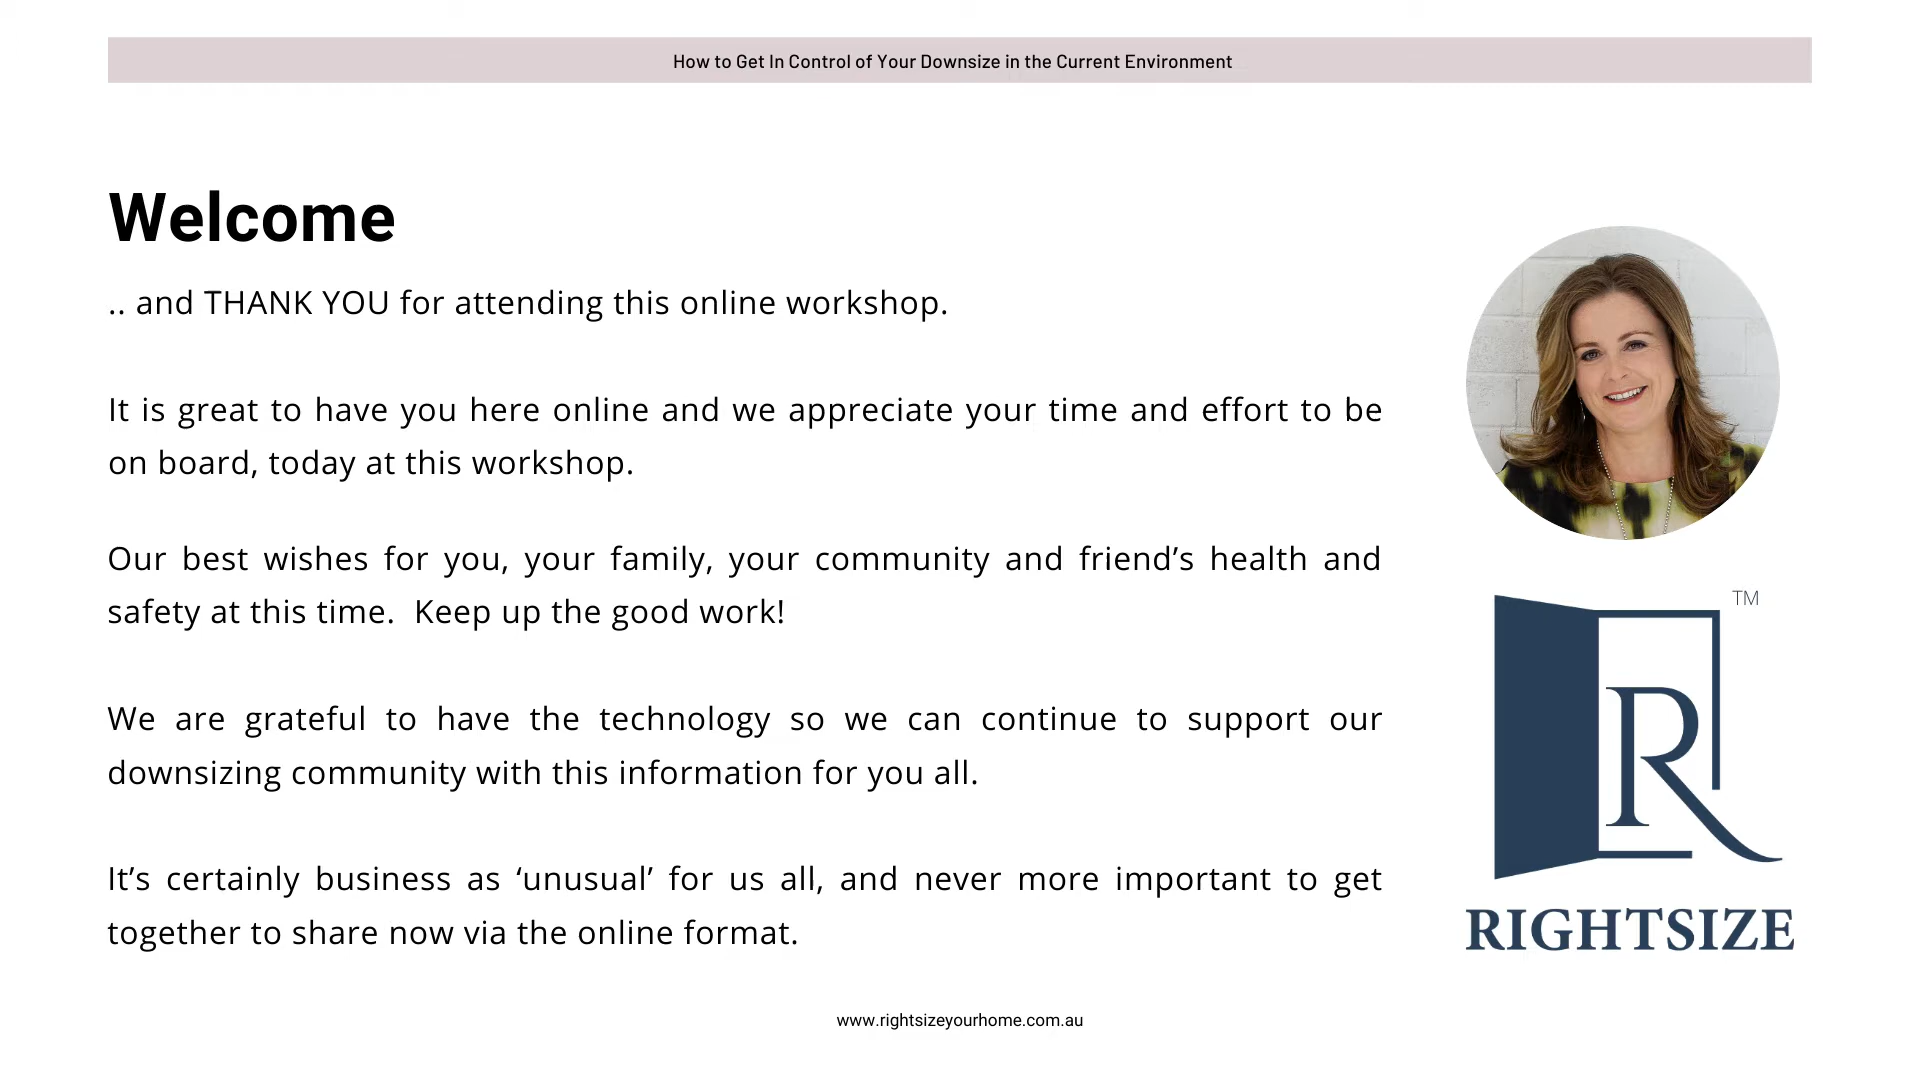 How to Get In Control of Your Downsize in the Current Environment
Welcome
.. and THANK YOU for attending this online workshop.
It is great to have you here online and we appreciate your time and effort to be
on board, today at this workshop.
Our best wishes for you, your family, your community and friend’s health and
safety at this time.  Keep up the good work!
We are grateful to have the technology so we can continue to support our
downsizing community with this information for you all.
It’s certainly business as ‘unusual’ for us all, and never more important to get
together to share now via the online format.
TM
R
RIGHTSIZE
www.rightsizeyourhome.com.au